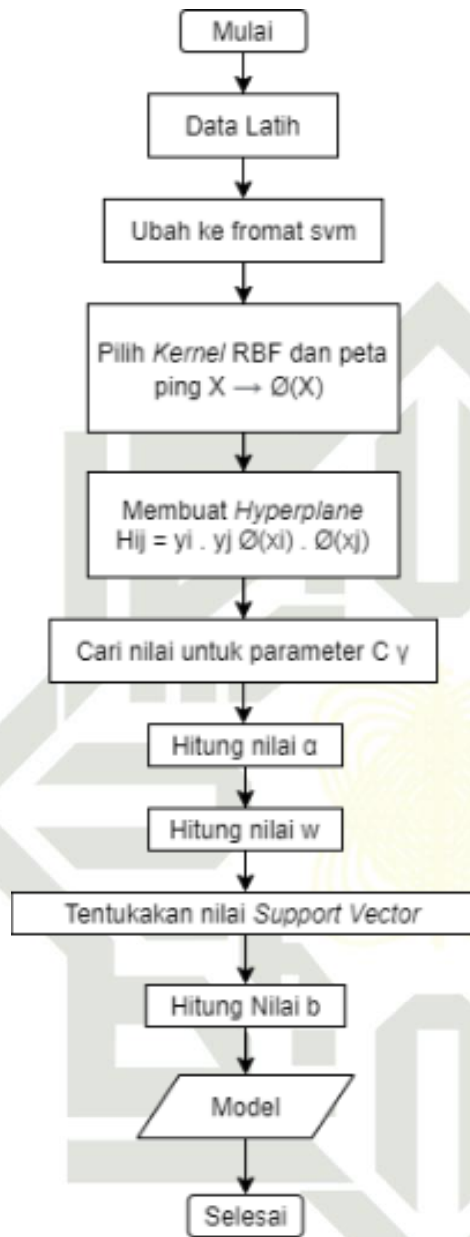 Mulai
Data Latih
Ubah ke fromat svm
Pilih Kernel RBF dan peta
ping X → Ø(X)
Membuat Hyperplane
Hij = yi . yj Ø(xi) . Ø(xj)
Cari nilai untuk parameter C γ
Hitung nilai α
Hitung nilai w
Tentukakan nilai Support Vector
Hitung Nilai b
Model
Selesai